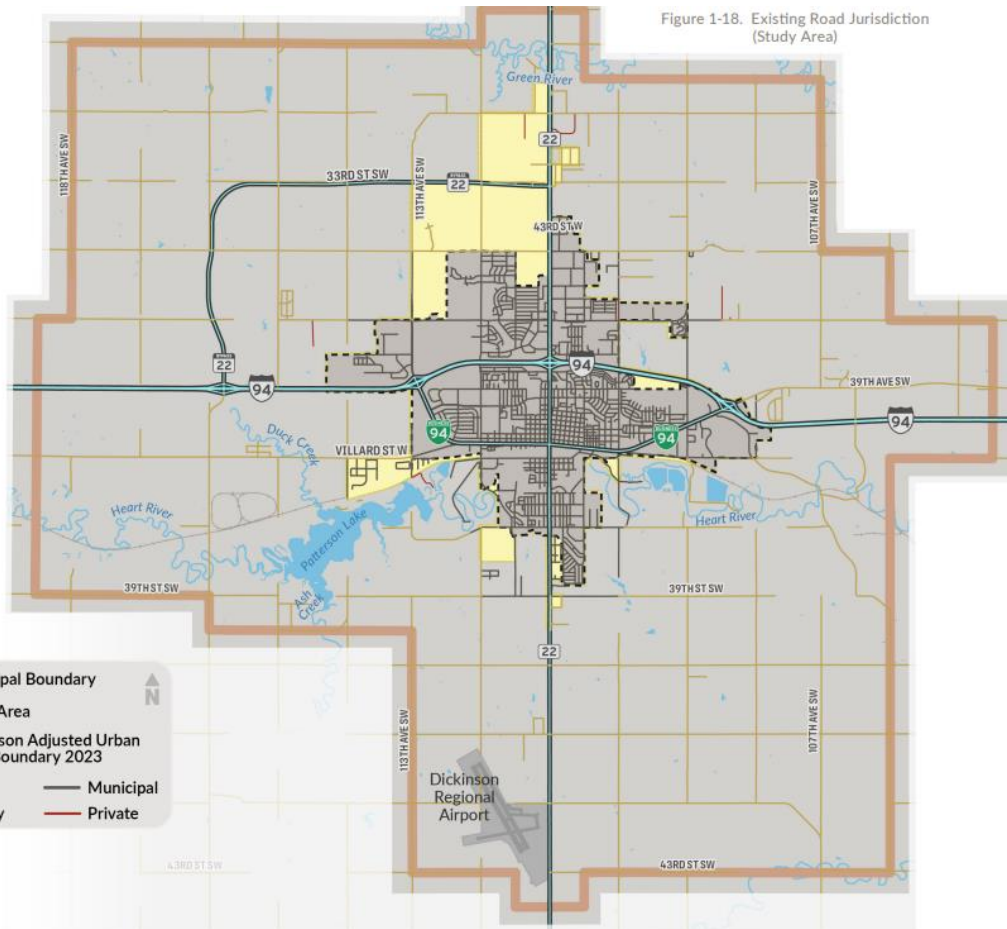 Figure 1-18. Existing Road Jurisdiction
(Study Area)
Green River
118TH AVE SW
22
113TH AVE SW
33RD ST SW
BYPASS
22
107TH AVE SW
43RD ST W
BYPASS
22
94
94
39TH AVE SW
94
BUSINESS
94
BUSINESS
94
Duck Creek
VILLARD ST W
Heart River
Heart River
Patterson Lake
39TH ST SW
Ash Creek
39TH ST SW
22
pal Boundary
N
Area
son Adjusted Urban
oundary 2023
Municipal
y
Private
113TH AVE SW
107TH AVE SW
Dickinson
Regional
Airport
43RD ST SW
43RD ST SW